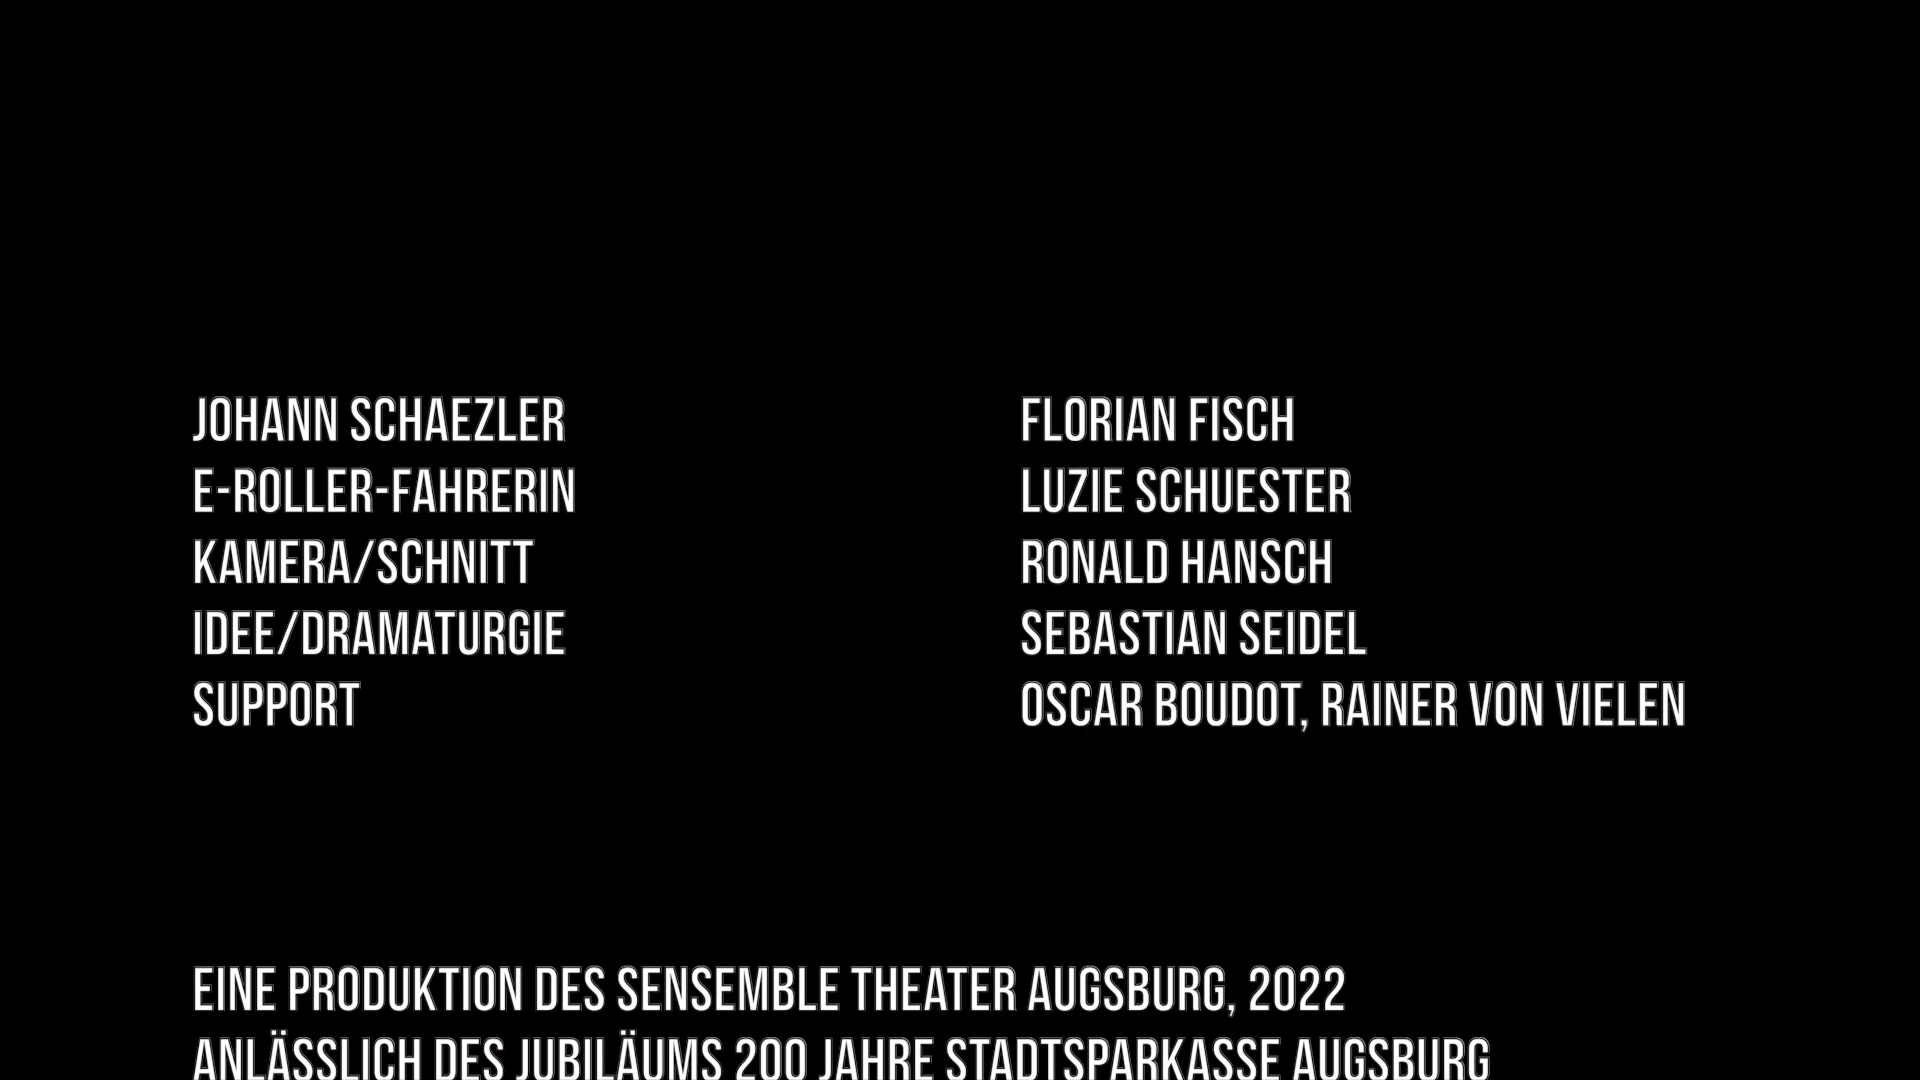 JOHANN SCHAEZLER FLORIAN FISCH
E-ROLLER-FAHRERIN LUZIE SCHUESTER
KAMERA/SCHNITT RONALD HANSCH
IDEE/DRAMATURGIE SEBASTIAN SEIDEL
SUPPORT OSCAR BOUDOT, RAINER VON VIELEN
EINE PRODUKTION DES SENSEMBLE THEATER AUGSBURG, 2022
ANLÄSSLICH DES JUBILÄUMS 200 JAHRE STADTSPARKASSE AUGSBURG